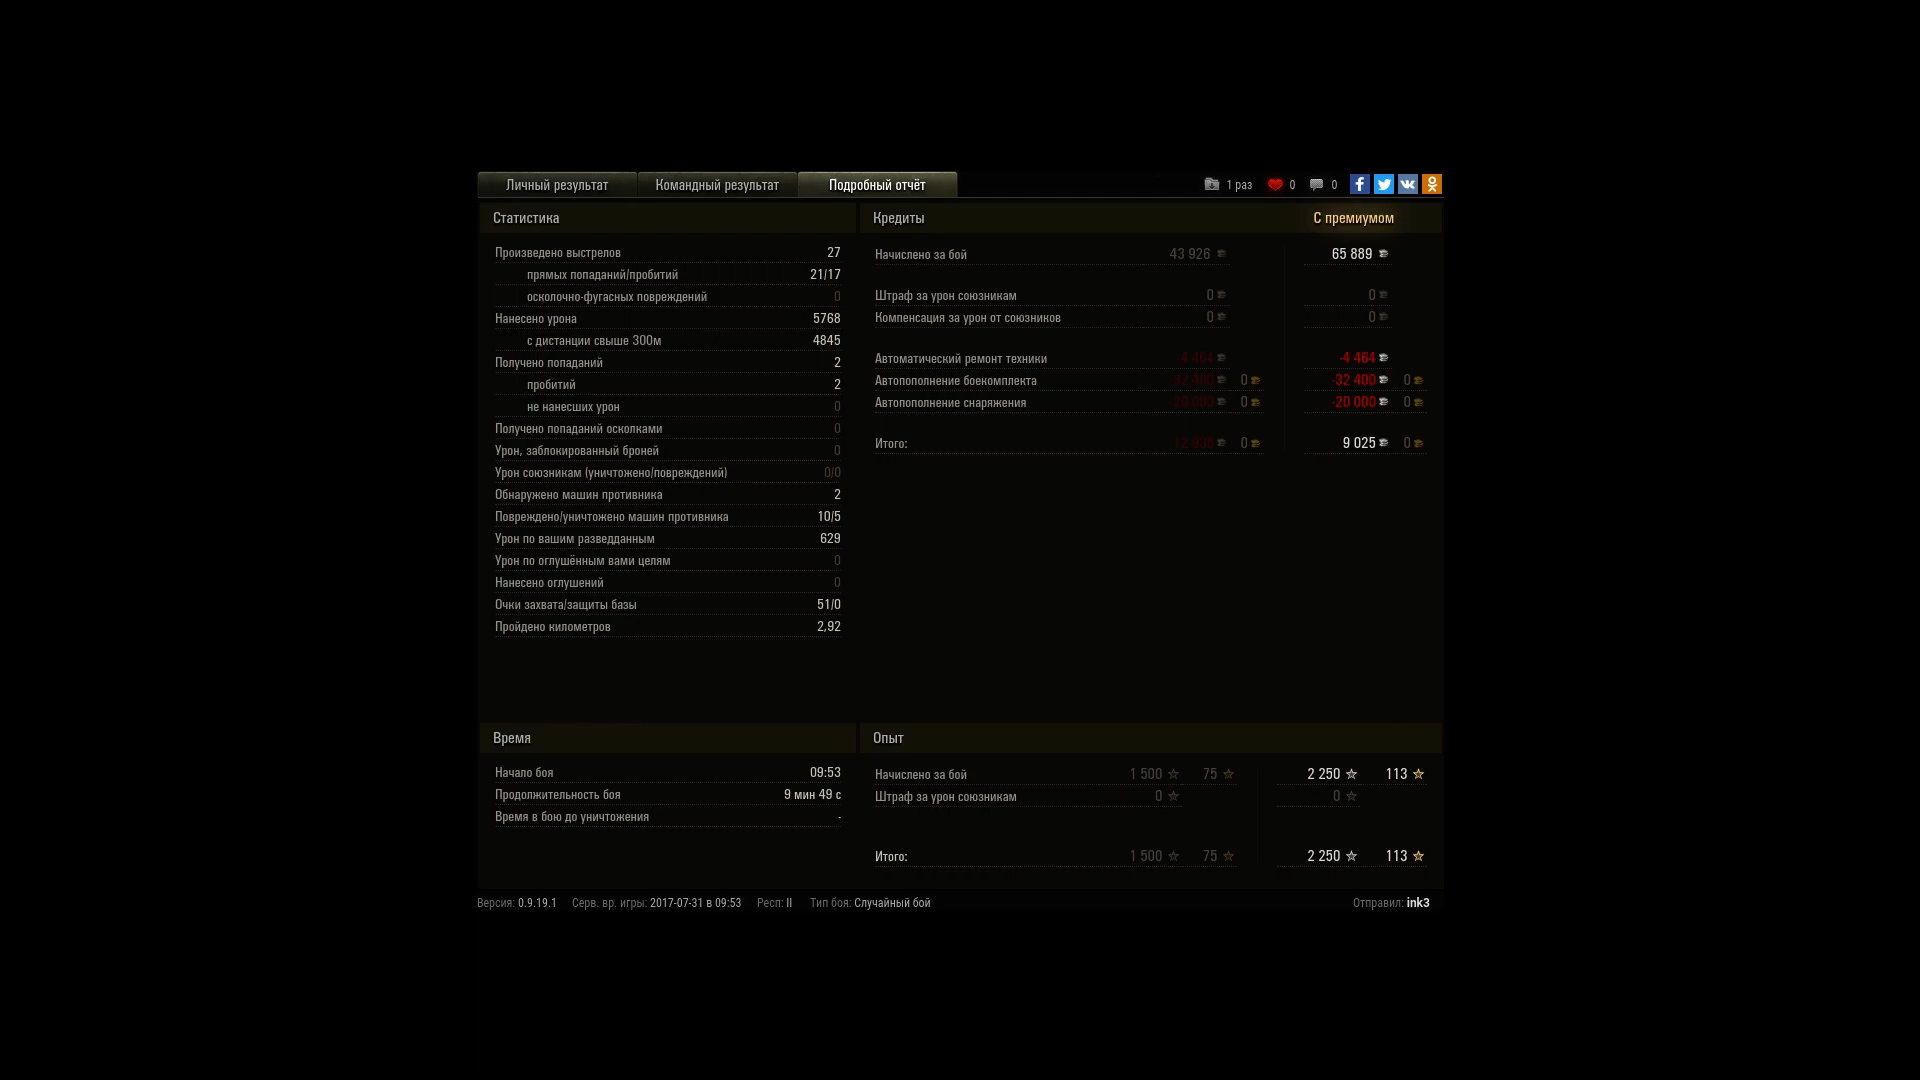 Личный результат Командный результат Подробный отчёт 1 раз 0 0
Статистика
Произведено выстрелов 27
прямых попаданий/пробитий 21/17
осколочно-фугасных повреждений 0
Нанесено урона 5768
с дистанции свыше 300м 4845
Получено попаданий 2
пробитий 2
не нанесших урон 0
Получено попаданий осколками 0
Урон, заблокированный броней 0
Урон союзникам (уничтожено/повреждений) 0/0
Обнаружено машин противника 2
Повреждено/уничтожено машин противника 10/5
Урон по вашим разведданным 629
Урон по оглушённым вами целям 0
Нанесено оглушений 0
Очки захвата/защиты базы 51/0
Пройдено километров 2,92
Кредиты С премиумом
Начислено за бой 43 926 65 889
Штраф за урон союзникам 0 0
Компенсация за урон от союзников 0 0
Автоматический ремонт техники -4 464 -4 464
Автопополнение боекомплекта -32 400 0 -32 400 0
Автопополнение снаряжения -20 000 0 -20 000 0
Итого: -12 938 0 9 025 0
Время
Начало боя 09:53
Продолжительность боя 9 мин 49 с
Время в бою до уничтожения -
Опыт
Начислено за бой 1 500 75 2 250 113
Штраф за урон союзникам 0 0
Итого: 1 500 75 2 250 113
Версия: 0.9.19.1 Серв. вр. игры: 2017-07-31 в 09:53 Респ: II Тип боя: Случайный бой Отправил: ink3